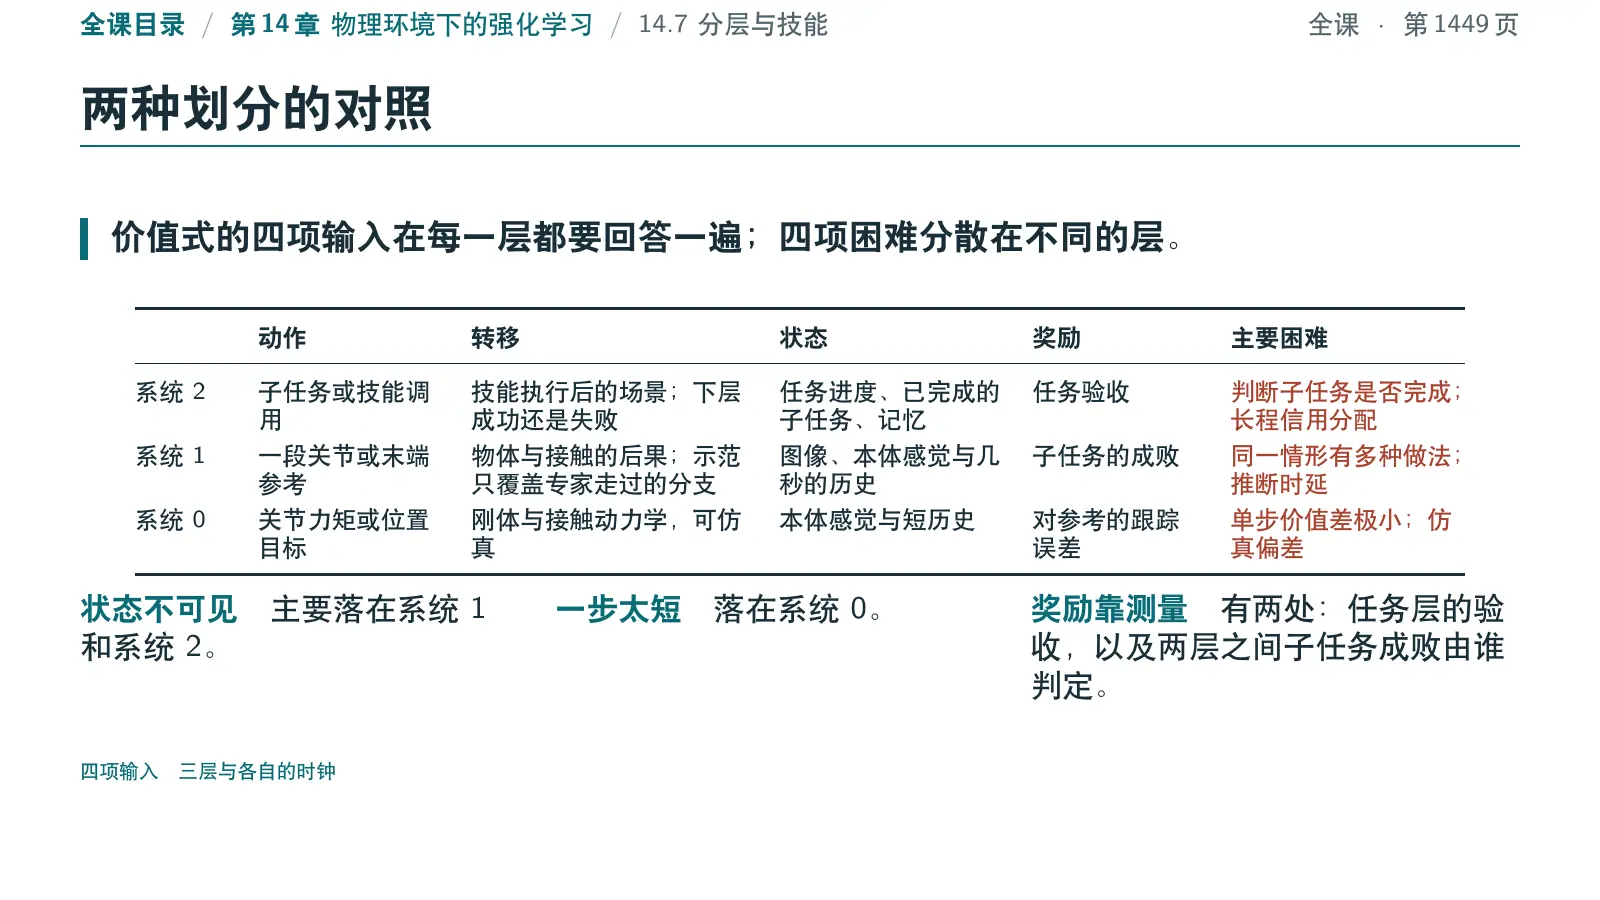 全课目录 / 第 14 章 物理环境下的强化学习 / 14.7 分层与技能
全课 · 第 1449 页
两种划分的对照
价值式的四项输入在每一层都要回答一遍；四项困难分散在不同的层。
动作 转移 状态 奖励 主要困难
系统 2 子任务或技能调 技能执行后的场景；下层 任务进度、已完成的 任务验收 判断子任务是否完成；
用 成功还是失败 子任务、记忆 长程信用分配
系统 1 一段关节或末端 物体与接触的后果；示范 图像、本体感觉与几 子任务的成败 同一情形有多种做法；
参考 只覆盖专家走过的分支 秒的历史 推断时延
系统 0 关节力矩或位置 刚体与接触动力学，可仿 本体感觉与短历史 对参考的跟踪 单步价值差极小；仿
目标 真 误差 真偏差
状态不可见 主要落在系统 1
和系统 2。
一步太短 落在系统 0。
奖励靠测量 有两处：任务层的验
收，以及两层之间子任务成败由谁
判定。
四项输入 三层与各自的时钟